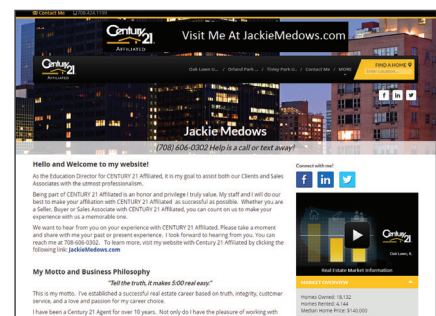 Contact Me 708.424.1199
Century 21
AFFILIATED
Visit Me At JackieMedows.com
Century 21
AFFILIATED
Oak Lawn U... / Orland Park ... / Tinley Park U... / Contact Me / MORE
FIND A HOME
Enter Location...
Jackie Medows
(708) 606-0302 Help is a call or text away!
Hello and Welcome to my website!
As the Education Director for CENTURY 21 Affiliated, it is my goal to assist both our Clients and Sales
Associates with the utmost professionalism.
Being part of CENTURY 21 Affiliated is an honor and privilege I truly value. My staff and I will do our
best to make your affiliation with CENTURY 21 Affiliated as successful as possible. Whether you are
a Seller, Buyer or Sales Associate with CENTURY 21 Affiliated, you can count on us to make your
experience with us a memorable one.
We want to hear from you on your experience with CENTURY 21 Affiliated. Please take a moment
and share with me your past or present experience. I look forward to hearing from you. You can
reach me at 708-606-0302. To learn more, visit my website with Century 21 Affiliated by clicking the
following link: JackieMedows.com
My Motto and Business Philosophy
"Tell the truth, it makes 5:00 real easy."
This is my motto. I've established a successful real estate career based on truth, integrity, customer
service, and a love and passion for my career choice.
I have been a Century 21 Agent for over 10 years. Not only do I have the pleasure of working with
Connect with me!
Century 21
Oak Lawn, IL
Real Estate Market Information
MARKET OVERVIEW
Homes Owned: 18,132
Homes Rented: 4,144
Median Home Price: $140,000